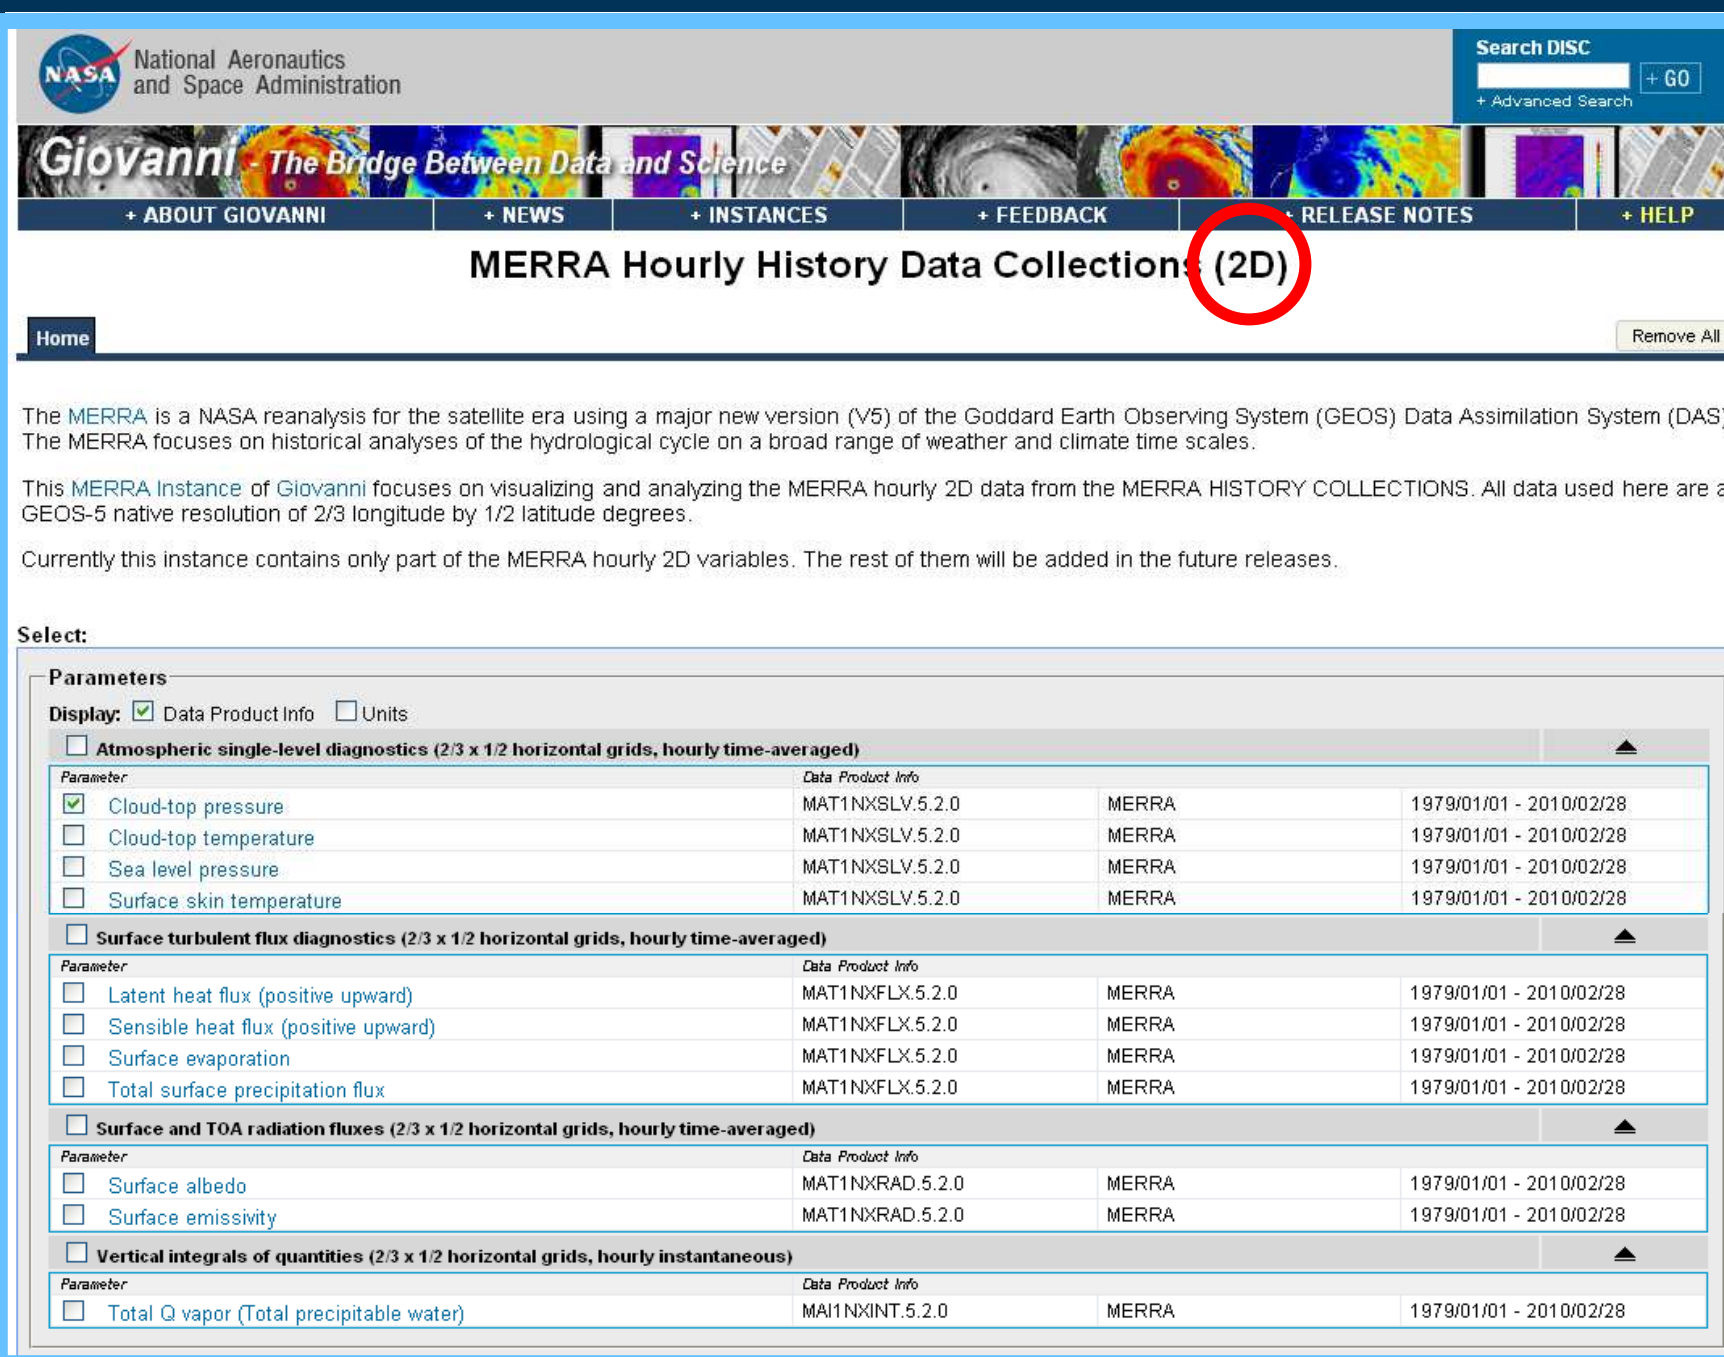 National Aeronautics
and Space Administration
NASA
Search DISC
+ GO
+ Advanced Search
Giovanni - The Bridge Between Data and Science
+ ABOUT GIOVANNI + NEWS + INSTANCES + FEEDBACK + RELEASE NOTES + HELP
MERRA Hourly History Data Collections (2D)
Home Remove All
The MERRA is a NASA reanalysis for the satellite era using a major new version (V5) of the Goddard Earth Observing System (GEOS) Data Assimilation System (DAS)
The MERRA focuses on historical analyses of the hydrological cycle on a broad range of weather and climate time scales.
This MERRA Instance of Giovanni focuses on visualizing and analyzing the MERRA hourly 2D data from the MERRA HISTORY COLLECTIONS. All data used here are
GEOS-5 native resolution of 2/3 longitude by 1/2 latitude degrees.
Currently this instance contains only part of the MERRA hourly 2D variables. The rest of them will be added in the future releases.
Select:
Parameters
Display: Data Product Info Units
Atmospheric single-level diagnostics (2/3 x 1/2 horizontal grids, hourly time-averaged)
Parameter Data Product Info
Cloud-top pressure MAT1NXSLV.5.2.0 MERRA 1979/01/01 - 2010/02/28
Cloud-top temperature MAT1NXSLV.5.2.0 MERRA 1979/01/01 - 2010/02/28
Sea level pressure MAT1NXSLV.5.2.0 MERRA 1979/01/01 - 2010/02/28
Surface skin temperature MAT1NXSLV.5.2.0 MERRA 1979/01/01 - 2010/02/28
Surface turbulent flux diagnostics (2/3 x 1/2 horizontal grids, hourly time-averaged)
Parameter Data Product Info
Latent heat flux (positive upward) MAT1NXFLX.5.2.0 MERRA 1979/01/01 - 2010/02/28
Sensible heat flux (positive upward) MAT1NXFLX.5.2.0 MERRA 1979/01/01 - 2010/02/28
Surface evaporation MAT1NXFLX.5.2.0 MERRA 1979/01/01 - 2010/02/28
Total surface precipitation flux MAT1NXFLX.5.2.0 MERRA 1979/01/01 - 2010/02/28
Surface and TOA radiation fluxes (2/3 x 1/2 horizontal grids, hourly time-averaged)
Parameter Data Product Info
Surface albedo MAT1NXRAD.5.2.0 MERRA 1979/01/01 - 2010/02/28
Surface emissivity MAT1NXRAD.5.2.0 MERRA 1979/01/01 - 2010/02/28
Vertical integrals of quantities (2/3 x 1/2 horizontal grids, hourly instantaneous)
Parameter Data Product Info
Total Q vapor (Total precipitable water) MAI1NXINT.5.2.0 MERRA 1979/01/01 - 2010/02/28